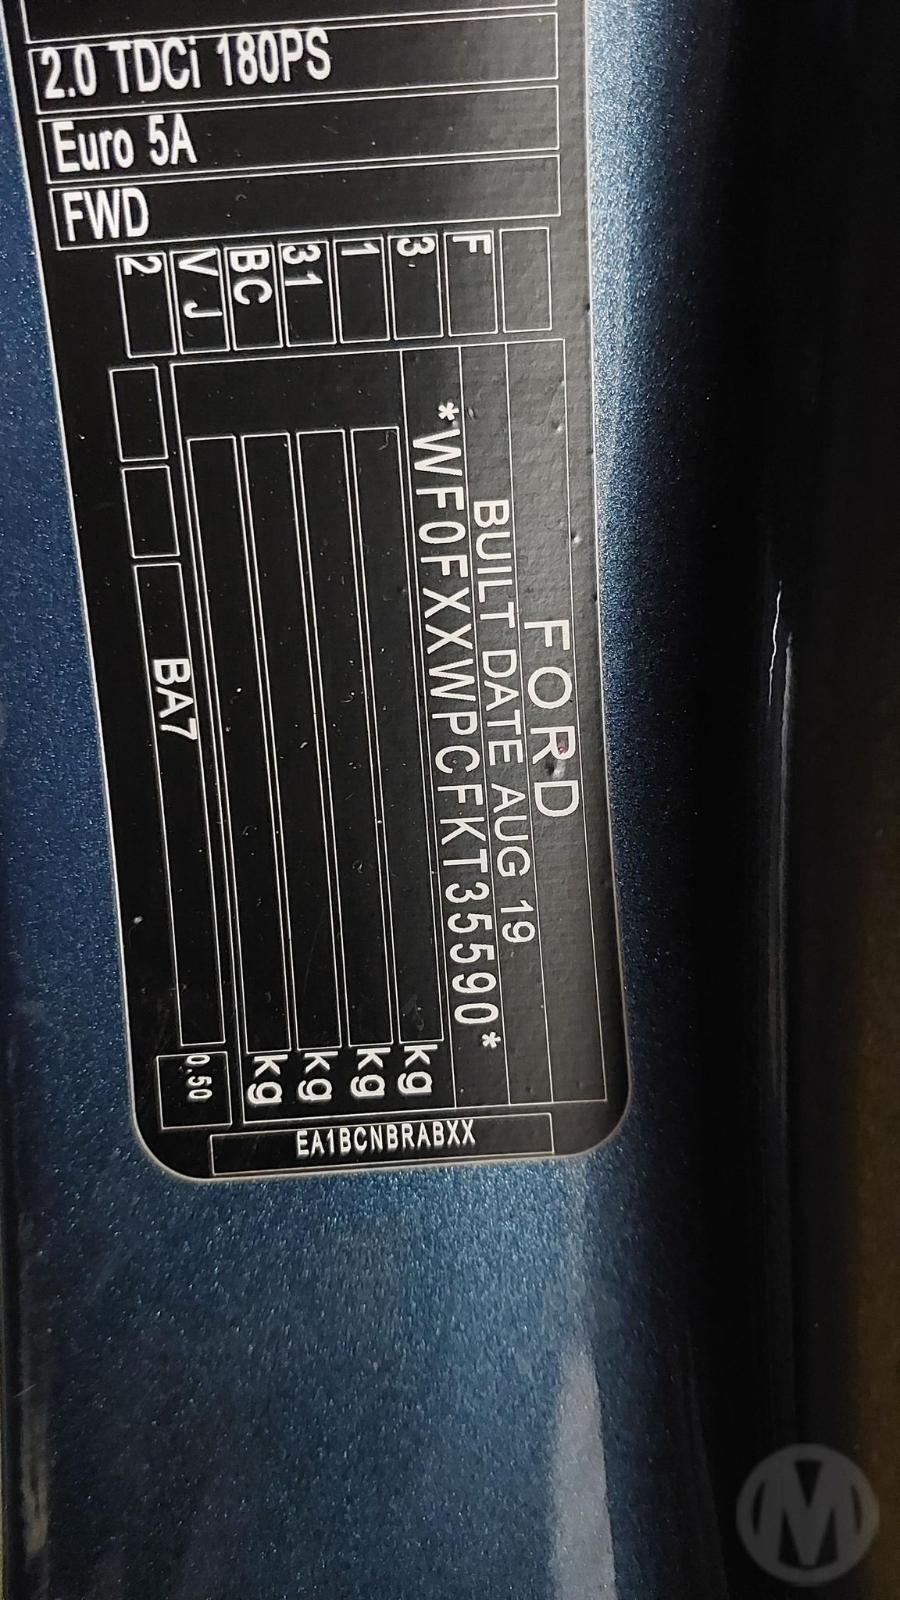 2.0 TDCi 180PS
Euro 5A
FWD
F
3
1
31
BC
VJ
2
FORD
BUILT DATE AUG 19
*WF0FXXWPCFKT35590*
kg
kg
kg
kg
0.50
BA7
EA1BCNBRABXX
M